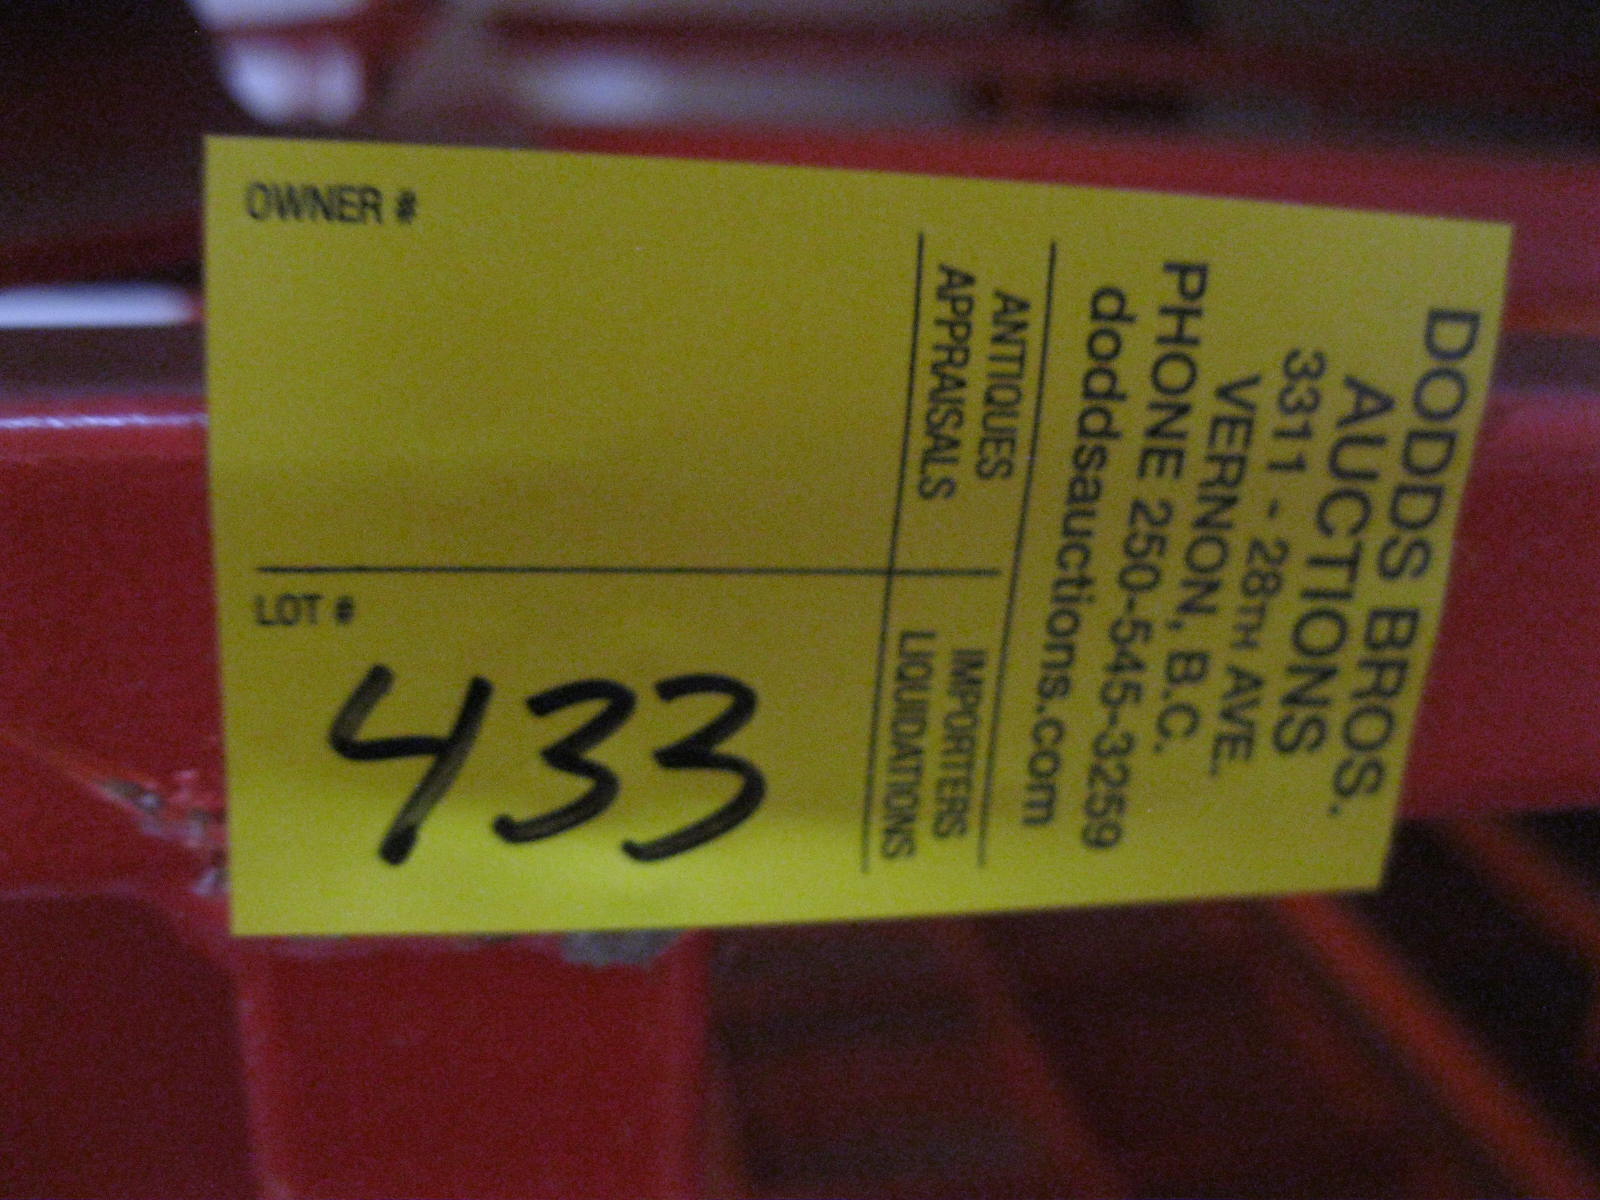 DODDS BROS.
AUCTIONS
3311 - 28TH AVE.
VERNON, B.C.
PHONE 250-545-3259
doddsauctions.com
ANTIQUES
APPRAISALS
IMPORTERS
LIQUIDATIONS
OWNER #
LOT #
433